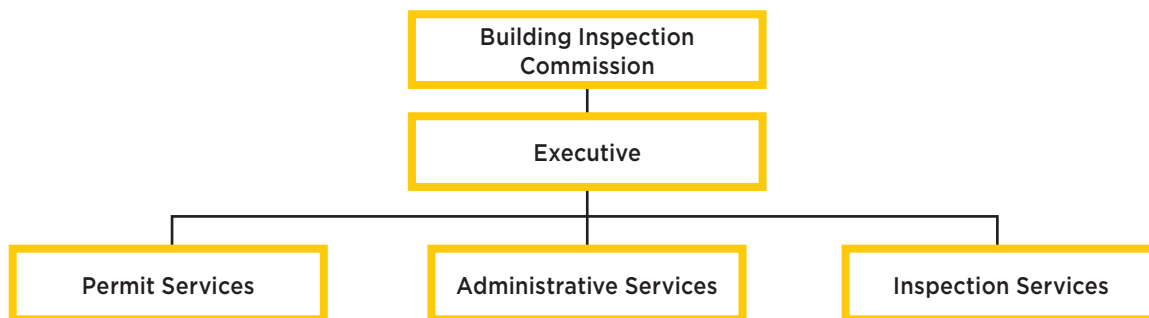 Building Inspection
Commission
Executive
Permit Services
Administrative Services
Inspection Services